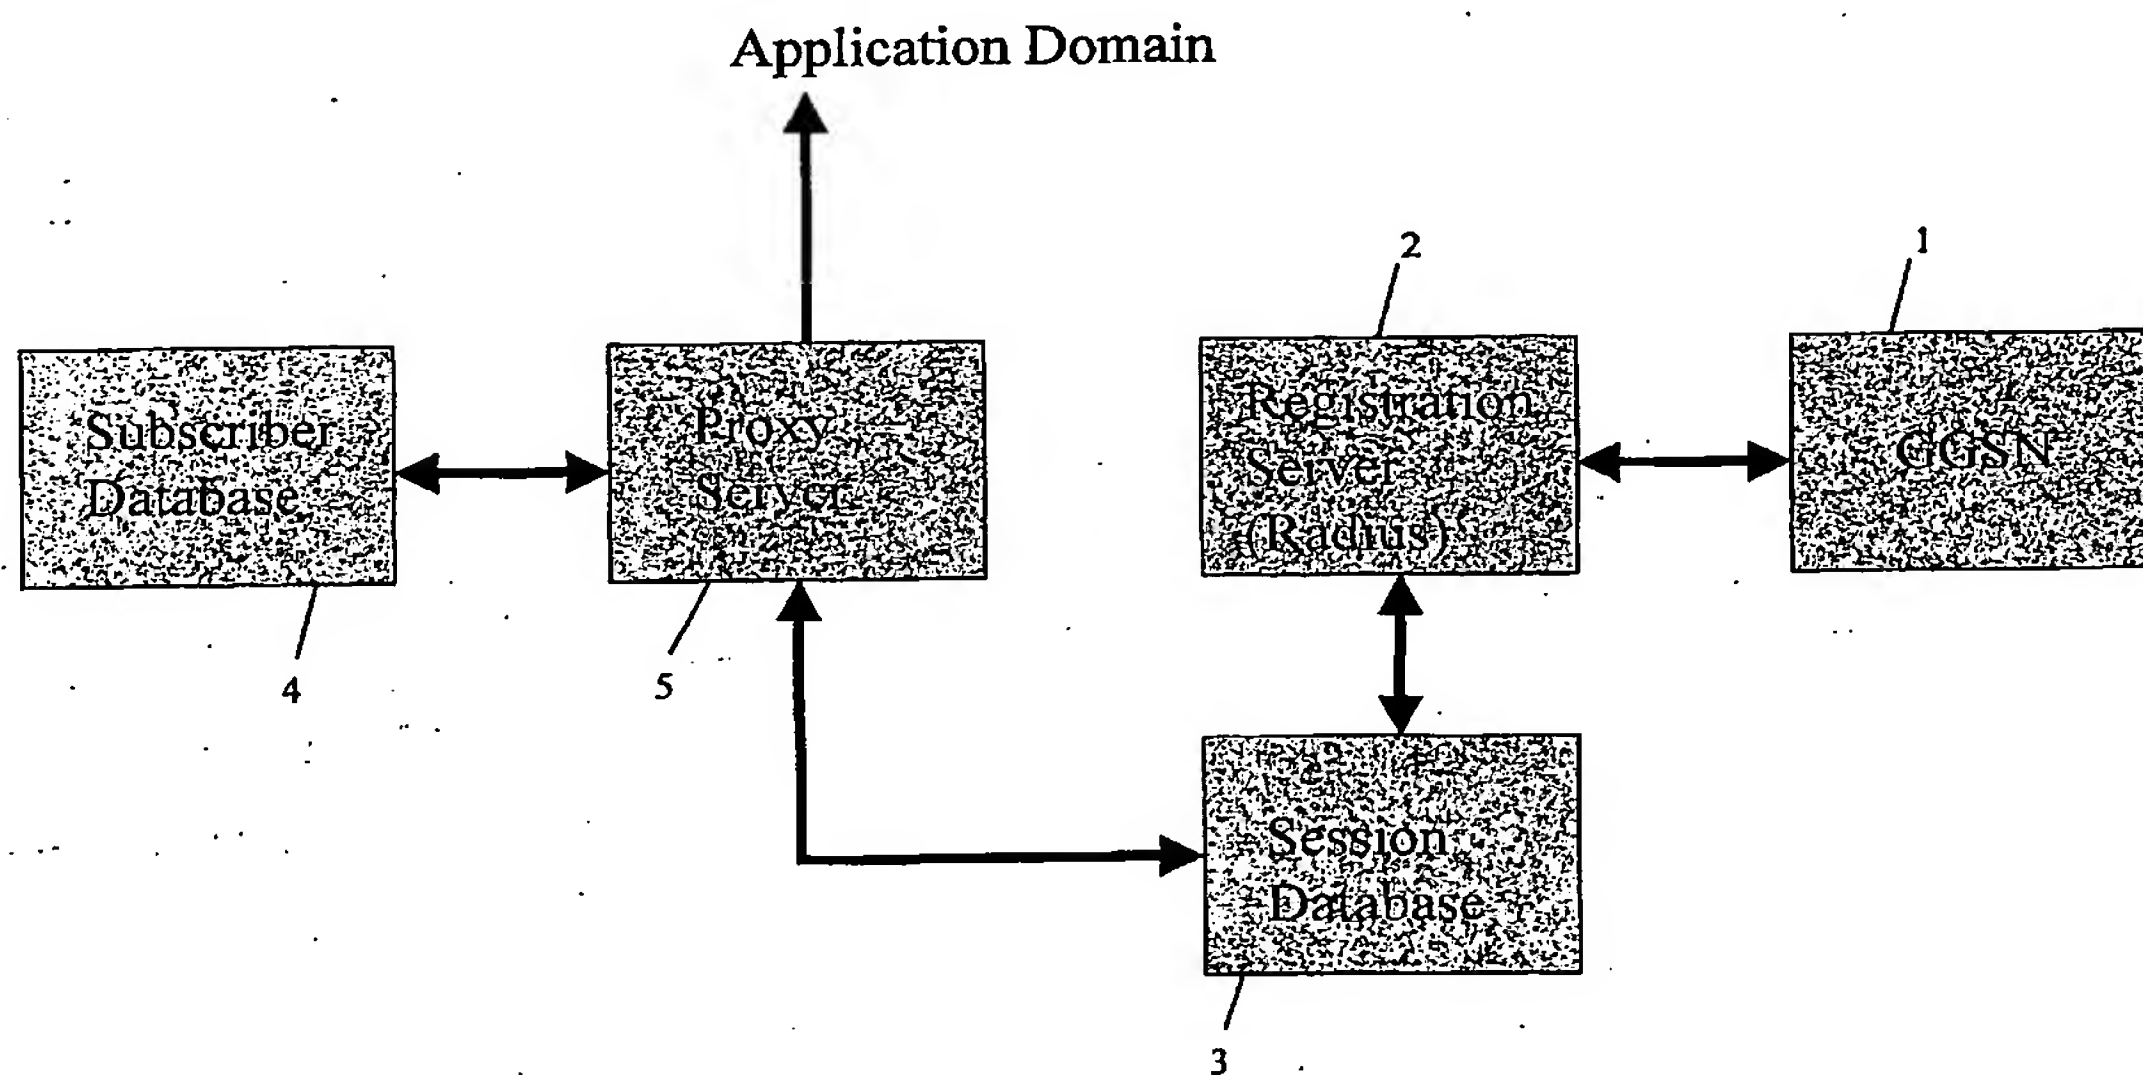 Application Domain
2
1
Subscriber
Database
Proxy
Server
Registration
Server
(Radius)
GGSN
4
5
Session
Database
3